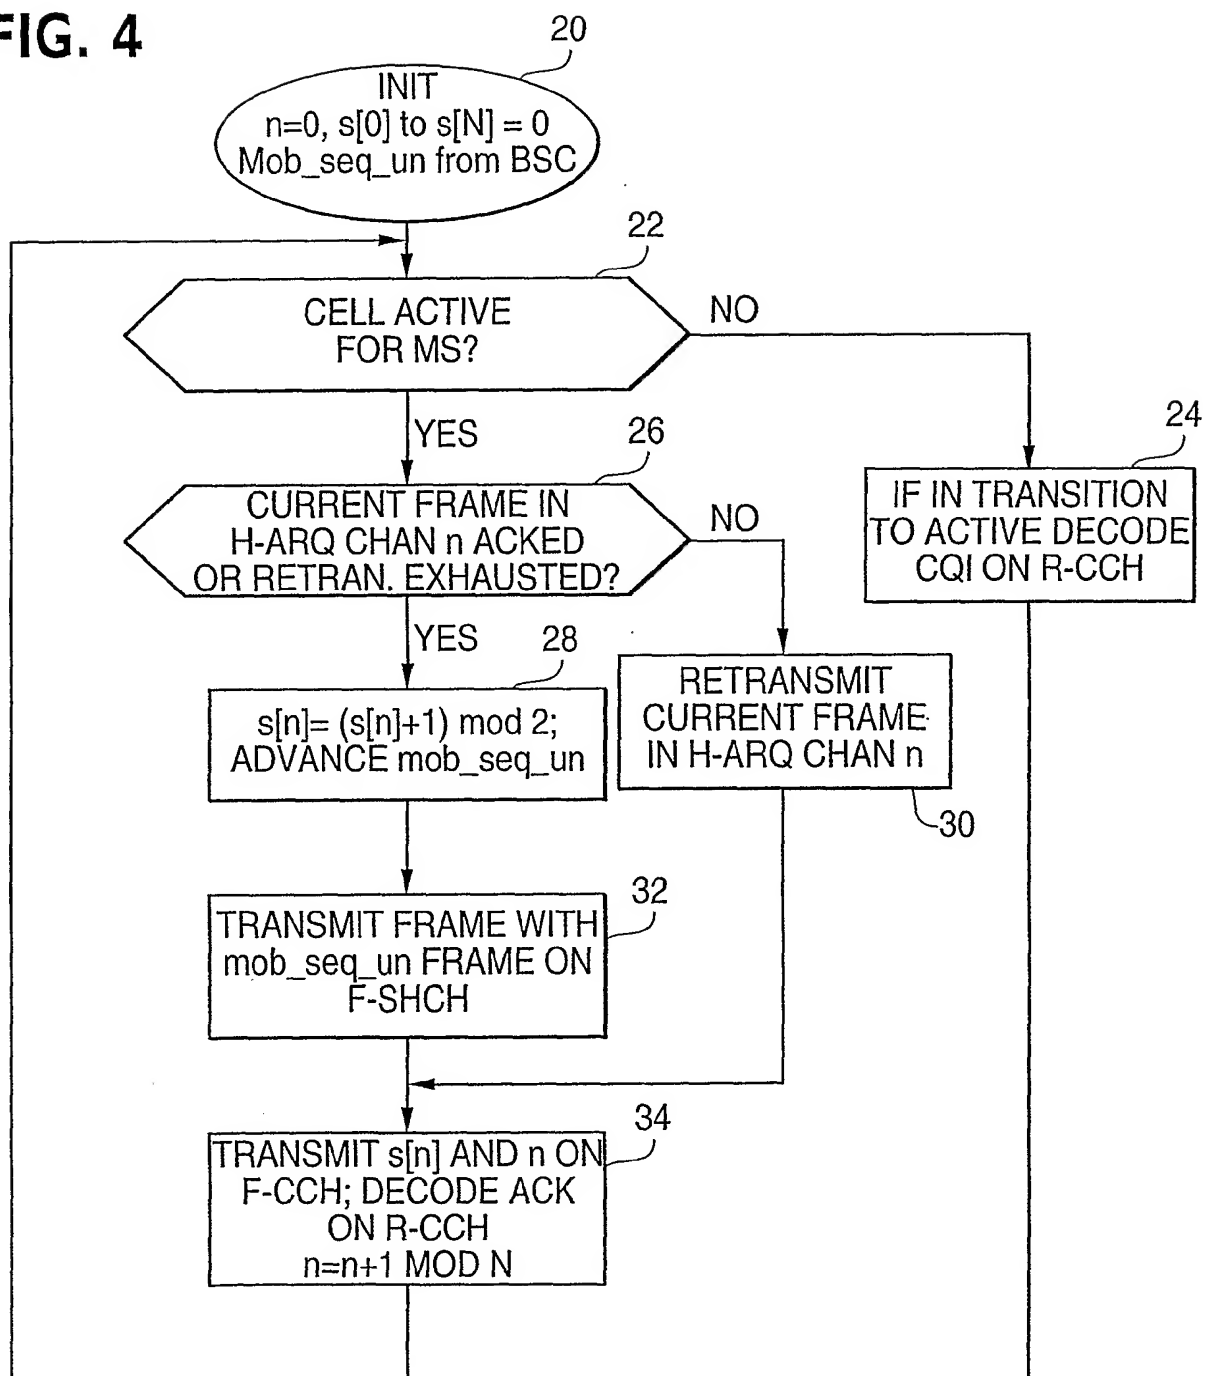 FIG. 4
20
INIT
n=0, s[0] to s[N] = 0
Mob_seq_un from BSC
22
CELL ACTIVE
FOR MS?
NO
YES
24
IF IN TRANSITION
TO ACTIVE DECODE
CQI ON R-CCH
26
CURRENT FRAME IN
H-ARQ CHAN n ACKED
OR RETRAN. EXHAUSTED?
NO
YES
28
s[n]= (s[n]+1) mod 2;
ADVANCE mob_seq_un
RETRANSMIT
CURRENT FRAME
IN H-ARQ CHAN n
30
32
TRANSMIT FRAME WITH
mob_seq_un FRAME ON
F-SHCH
34
TRANSMIT s[n] AND n ON
F-CCH; DECODE ACK
ON R-CCH
n=n+1 MOD N